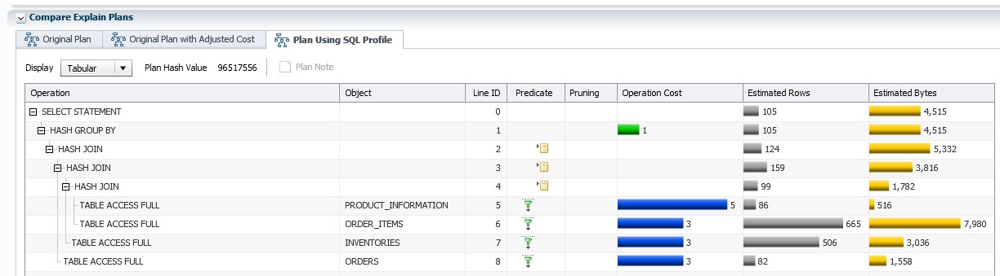 Compare Explain Plans
Original Plan Original Plan with Adjusted Cost Plan Using SQL Profile
Display Tabular Plan Hash Value 96517556 Plan Note
Operation Object Line ID Predicate Pruning Operation Cost Estimated Rows Estimated Bytes
SELECT STATEMENT 0 105 4,515
HASH GROUP BY 1 1 105 4,515
HASH JOIN 2 124 5,332
HASH JOIN 3 159 3,816
HASH JOIN 4 99 1,782
TABLE ACCESS FULL PRODUCT_INFORMATION 5 5 86 516
TABLE ACCESS FULL ORDER_ITEMS 6 3 665 7,980
TABLE ACCESS FULL INVENTORIES 7 3 506 3,036
TABLE ACCESS FULL ORDERS 8 3 82 1,558